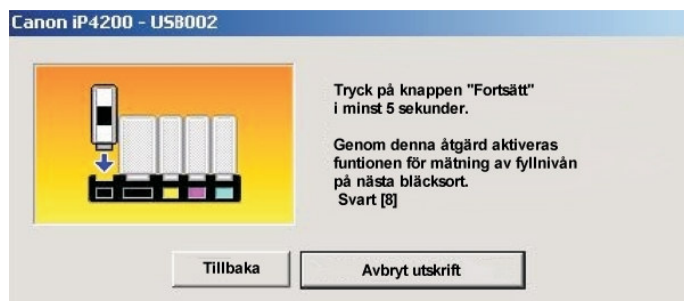 Canon iP4200 - USB002
Tryck på knappen "Fortsätt"
i minst 5 sekunder.
Genom denna åtgärd aktiveras
funtionen för mätning av fyllnivån
på nästa bläcksort.
Svart [8]
Tillbaka
Avbryt utskrift